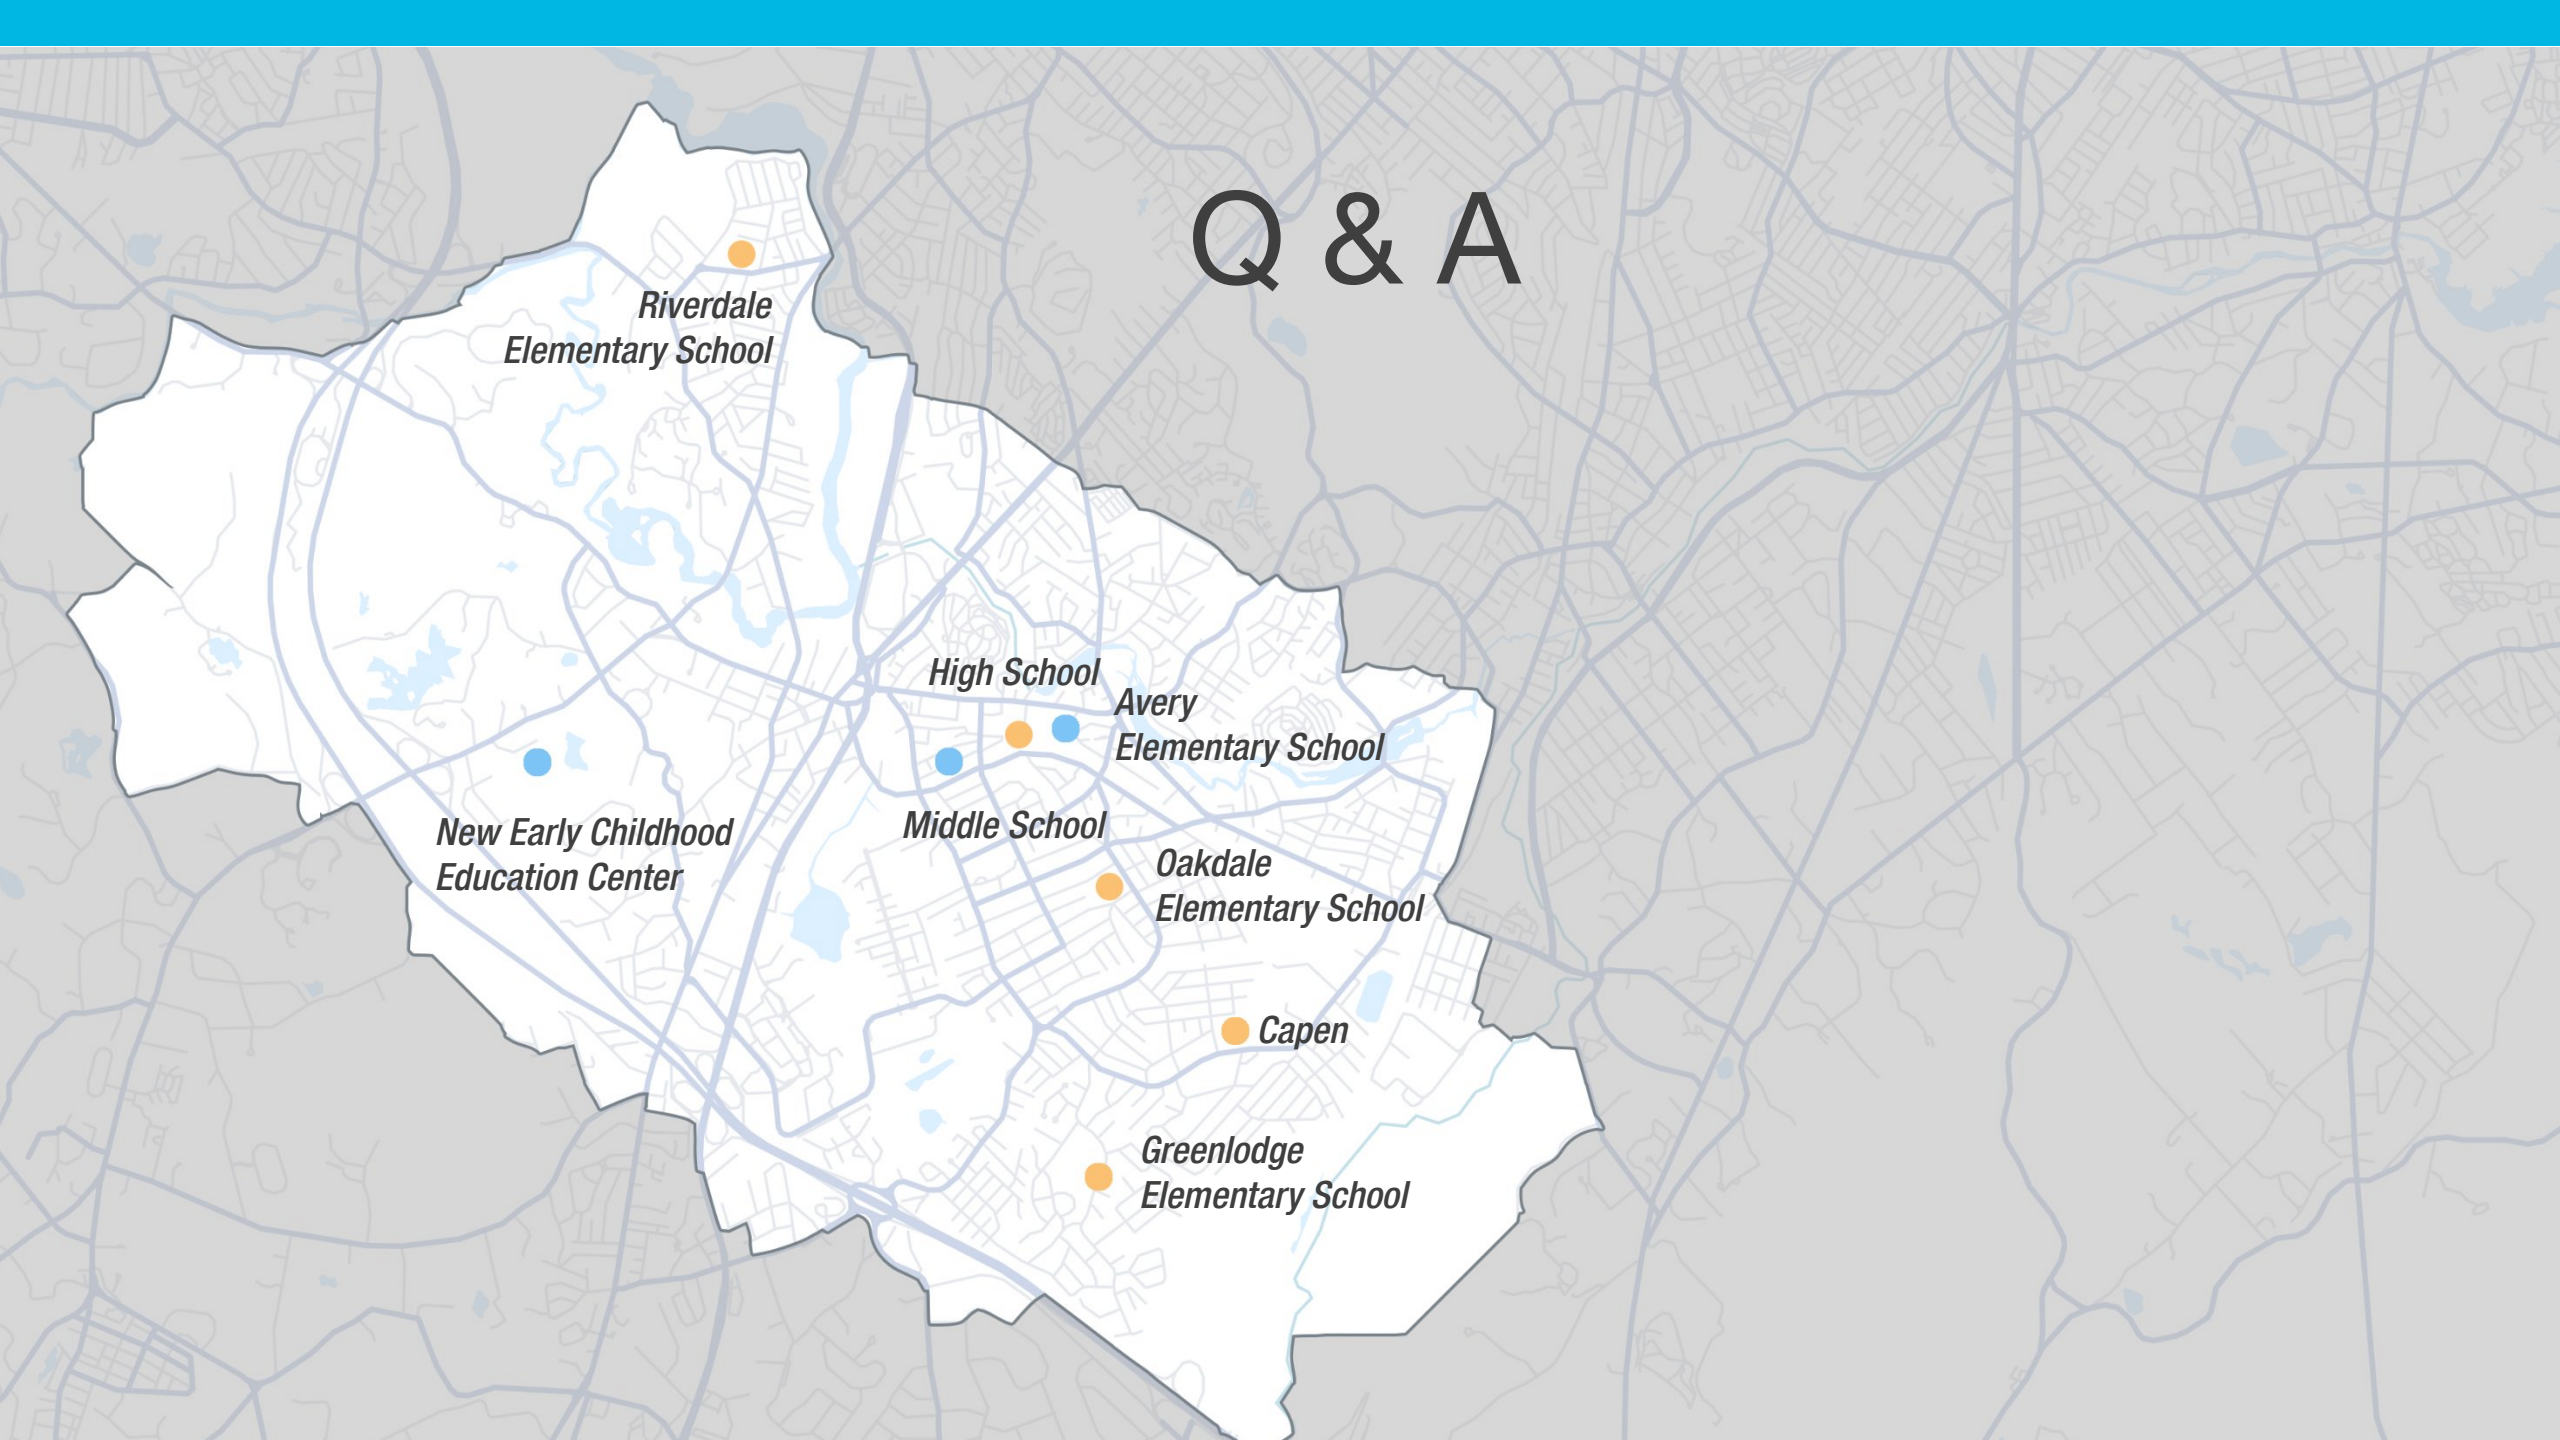 Q & A
Riverdale
Elementary School
High School
Avery
Elementary School
New Early Childhood
Education Center
Middle School
Oakdale
Elementary School
Capen
Greenlodge
Elementary School